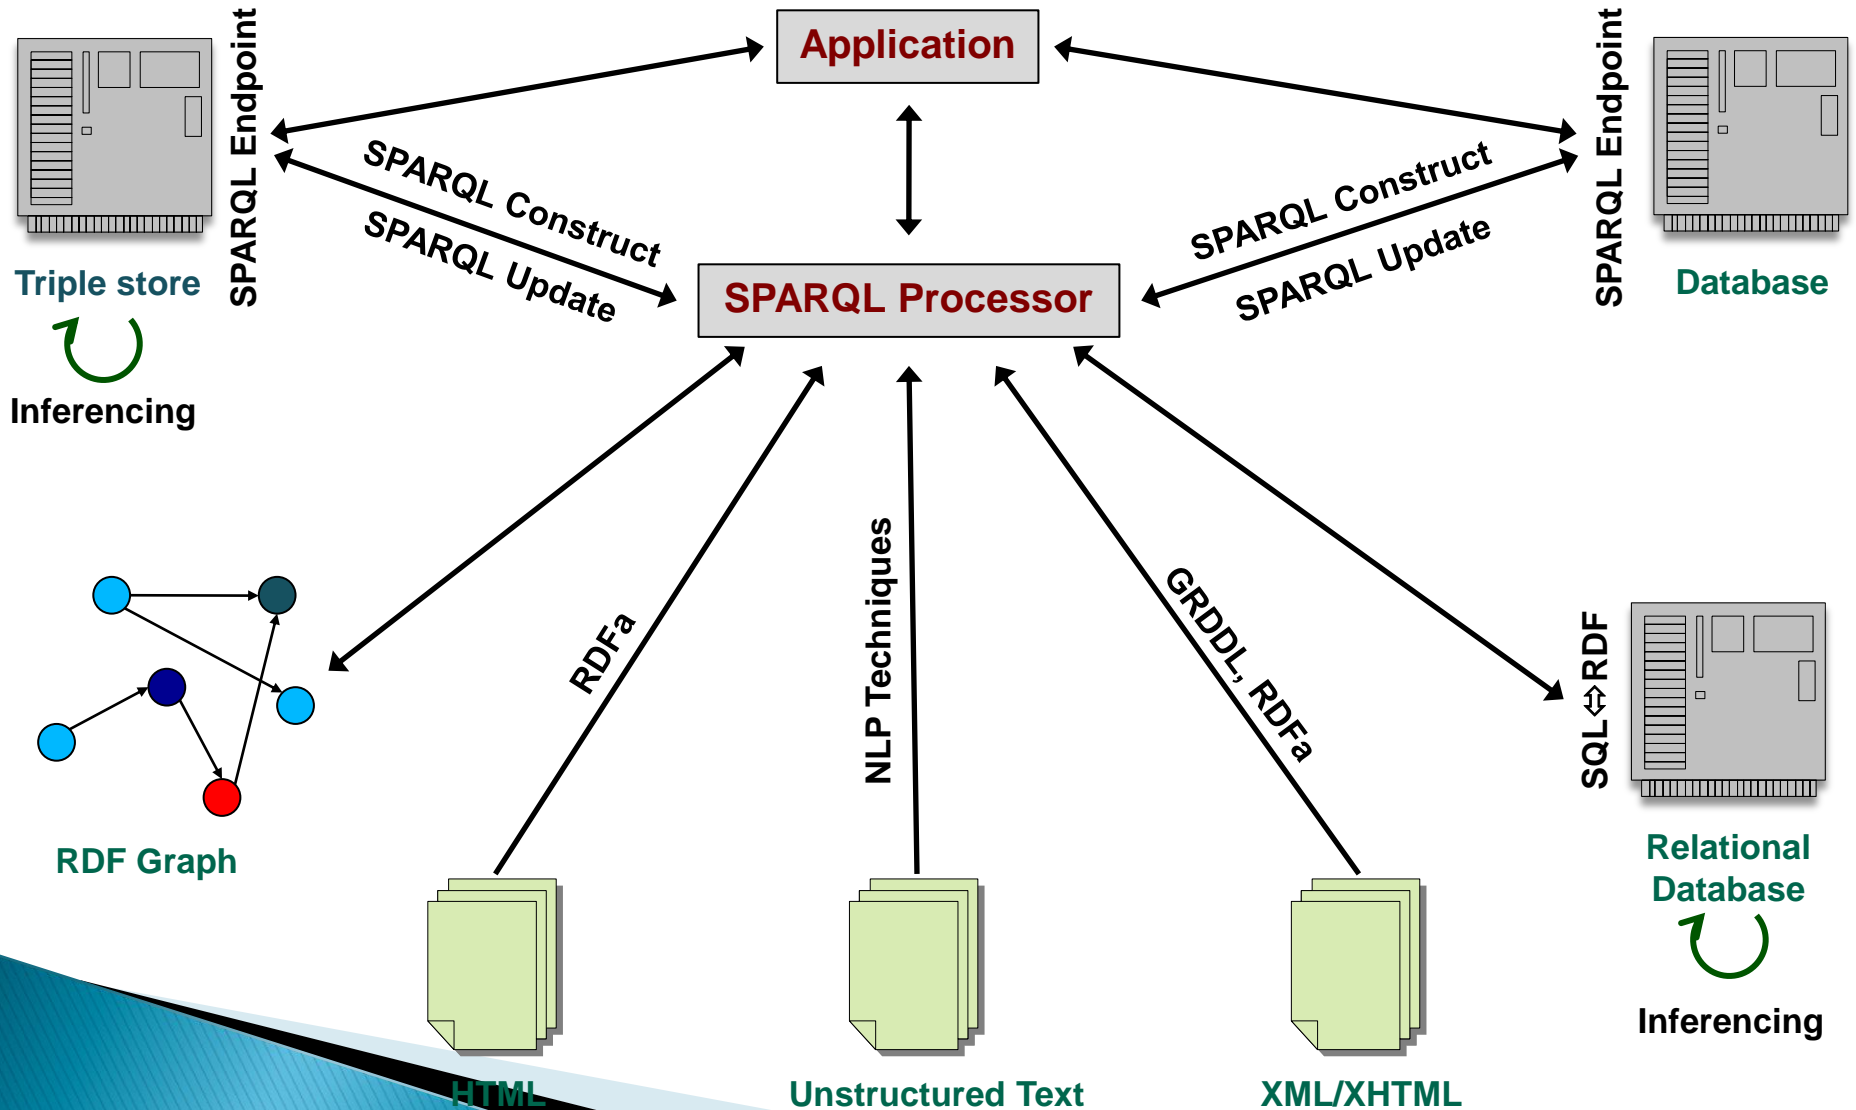 Application
SPARQL Endpoint
SPARQL Endpoint
SPARQL Construct
SPARQL Update
SPARQL Construct
SPARQL Update
Triple store
SPARQL Processor
Database
Inferencing
RDFa
NLP Techniques
GRDDL, RDFa
SQL⇔RDF
RDF Graph
Relational
Database
Inferencing
HTML
Unstructured Text
XML/XHTML